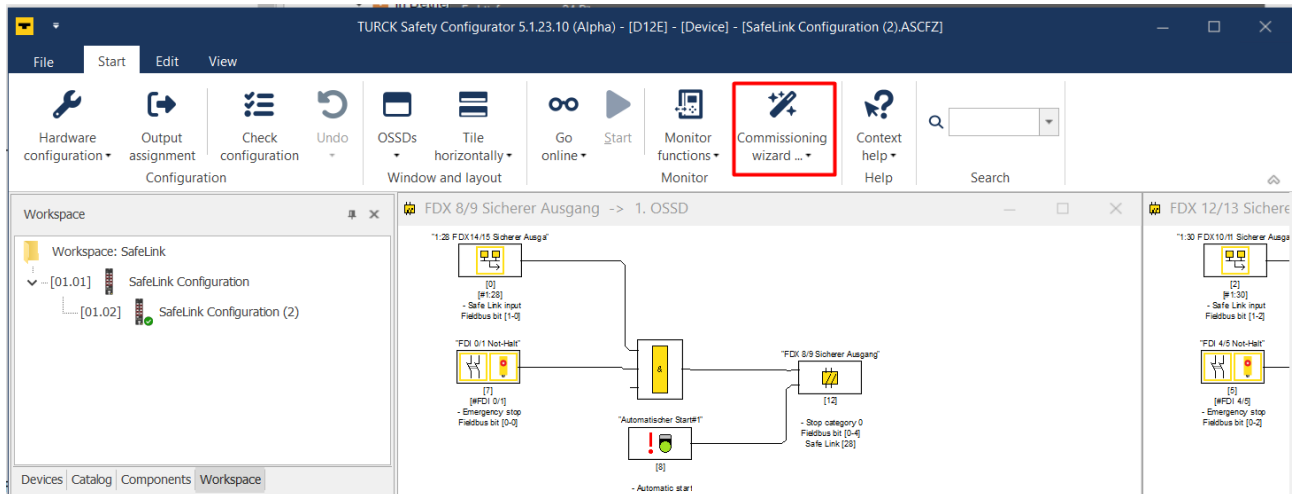 TURCK Safety Configurator 5.1.23.10 (Alpha) - [D12E] - [Device] - [SafeLink Configuration (2).ASCFZ]
File Start Edit View
Hardware configuration
Output assignment
Check configuration
Undo
OSSDs
Tile horizontally
Go online
Start
Monitor functions
Commissioning wizard ...
Context help
Configuration
Window and layout
Monitor
Help
Search
Workspace
Workspace: SafeLink
[01.01] SafeLink Configuration
[01.02] SafeLink Configuration (2)
Devices Catalog Components Workspace
FDX 8/9 Sicherer Ausgang -> 1. OSSD
"1:28 FDX14/15 Sicherer Ausga"
[0]
[#1:28]
- Safe Link input
Fieldbus bit [1-0]
"FDI 0/1 Not-Halt"
[7]
[#FDI 0/1]
- Emergency stop
Fieldbus bit [0-0]
&
"Automatischer Start#1"
[8]
- Automatic start
"FDX 8/9 Sicherer Ausgang"
[12]
- Stop category 0
Fieldbus bit [0-4]
Safe Link [28]
FDX 12/13 Sichere
"1:30 FDX10/11 Sicherer Ausga
[2]
[#1:30]
- Safe Link input
Fieldbus bit [1-2]
"FDI 4/5 Not-Halt"
[5]
[#FDI 4/5]
- Emergency stop
Fieldbus bit [0-2]